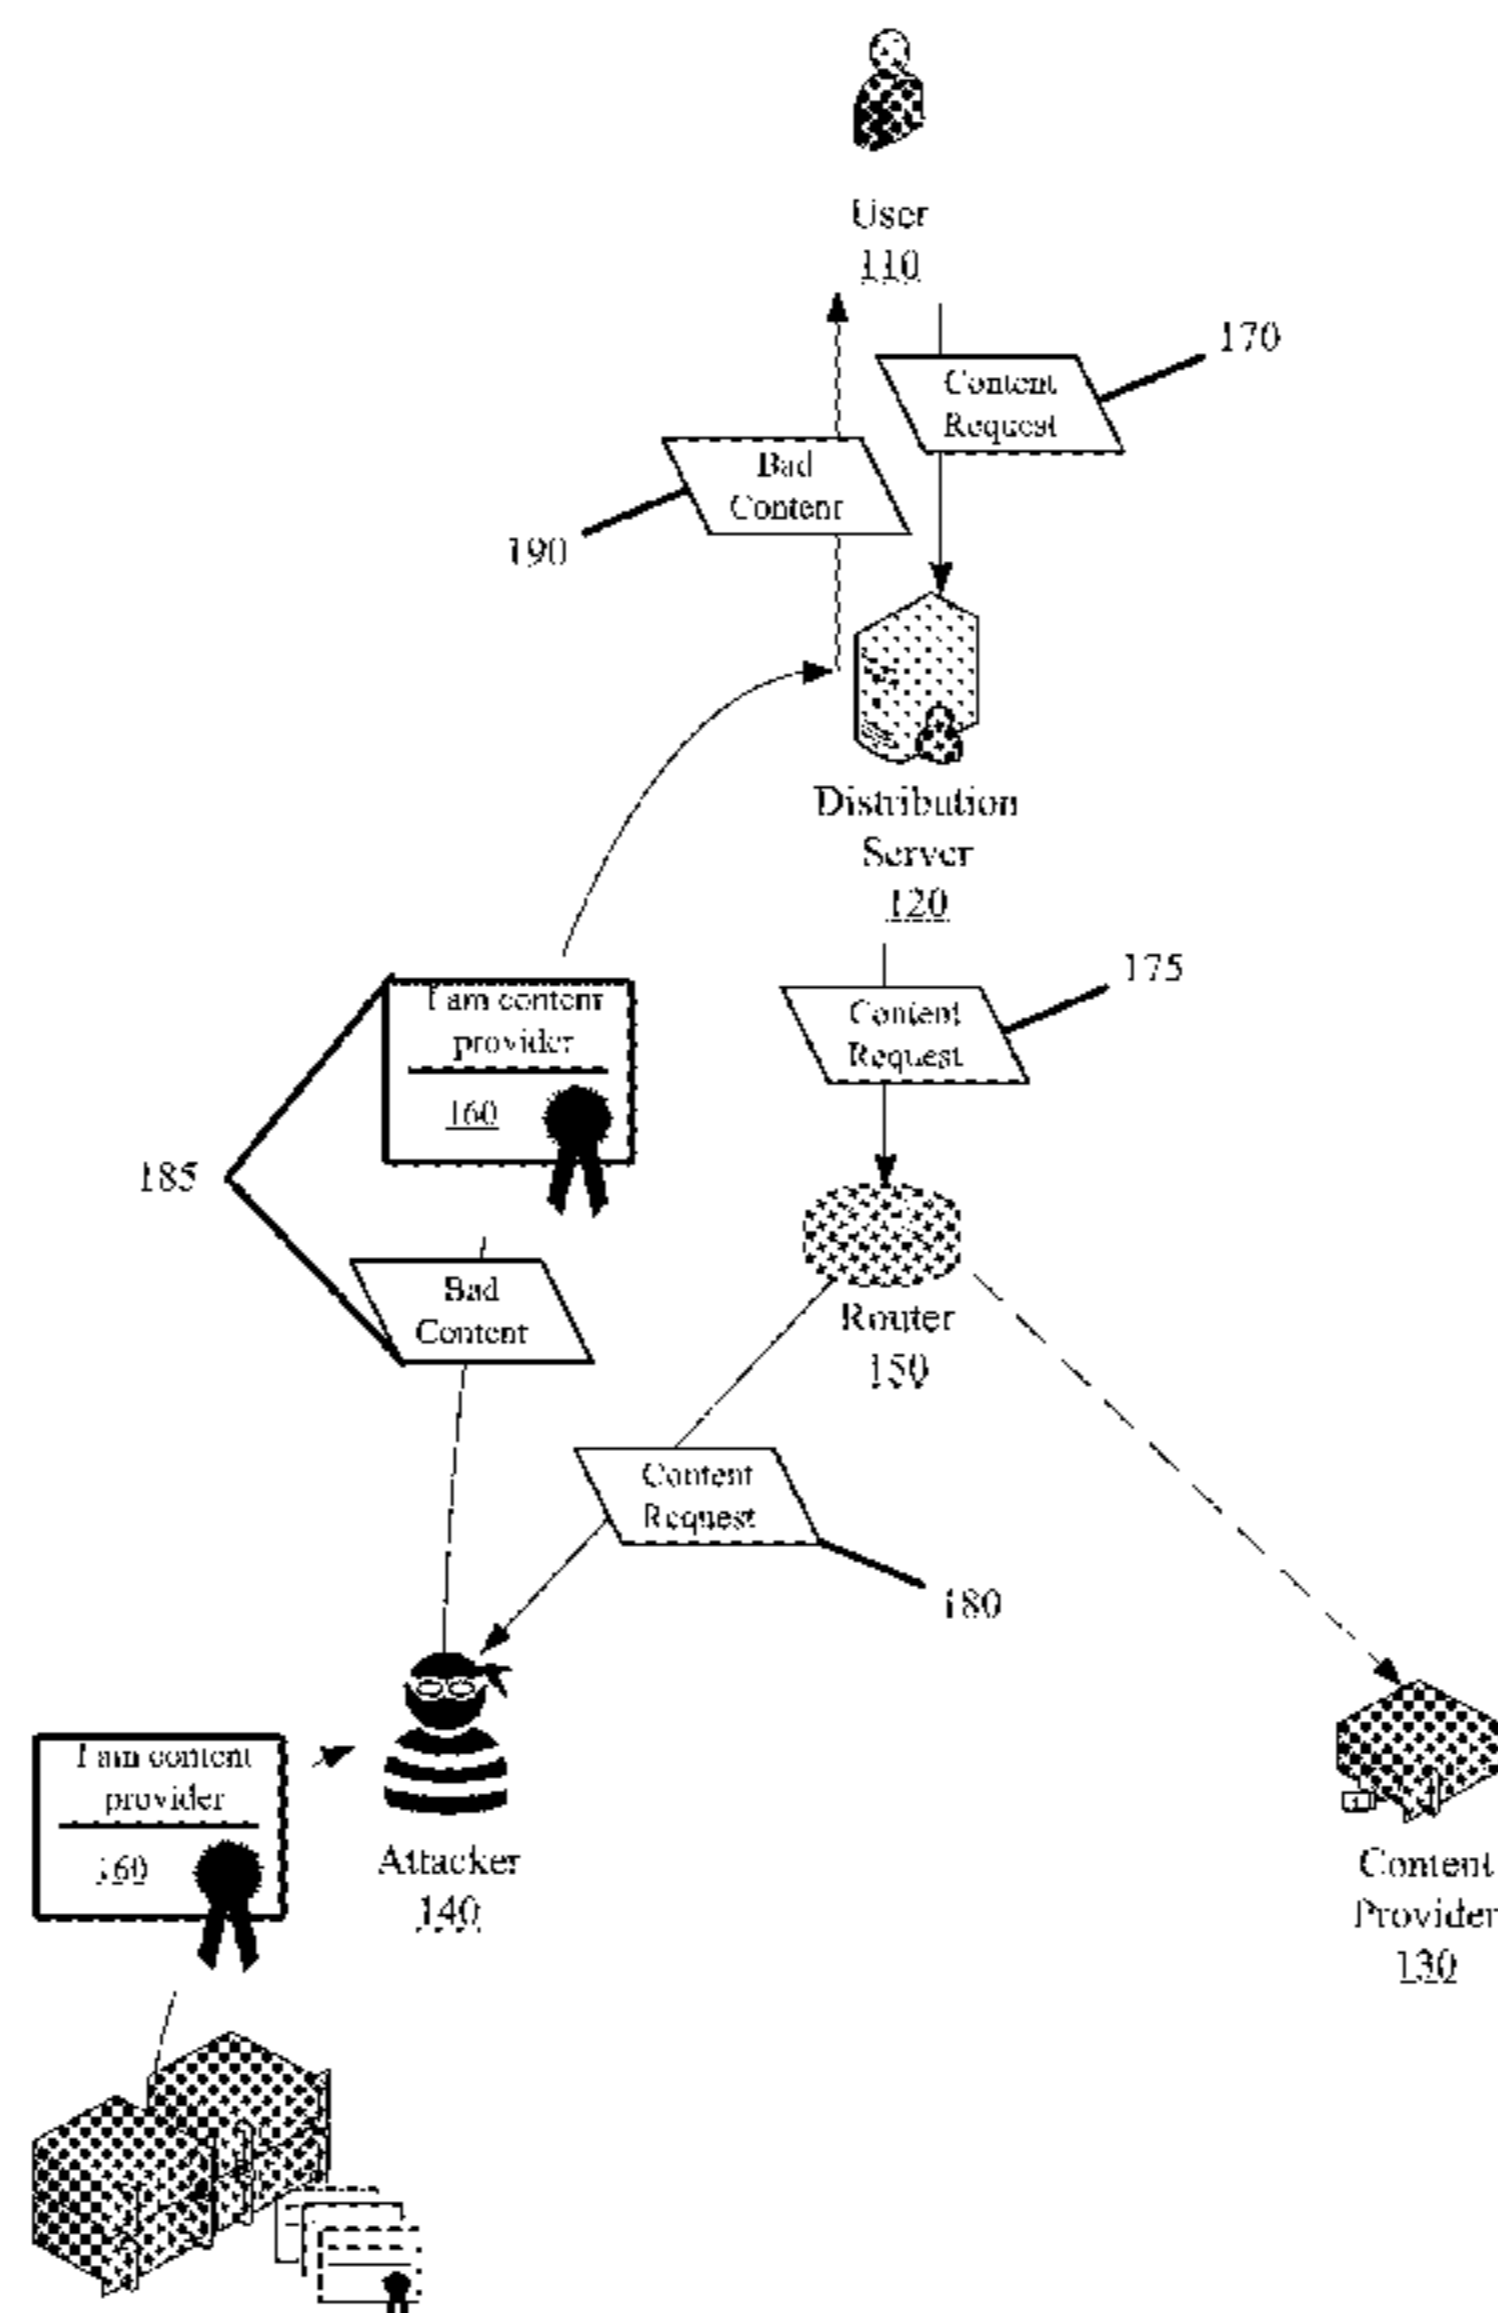 User
110
170
Content
Request
Bad
Content
190
Distribution
Server
120
175
I am content
provider
160
Content
Request
185
Bad
Content
Router
150
Content
Request
180
I am content
provider
160
Attacker
140
Content
Provider
130